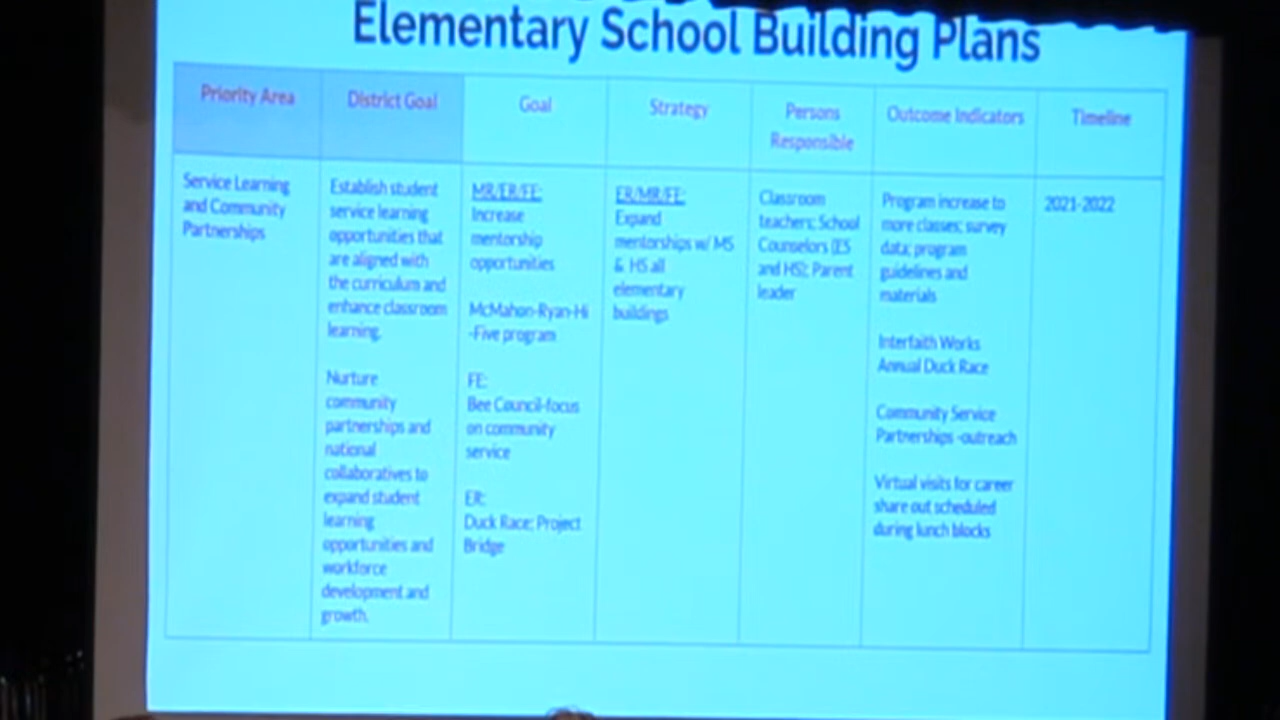 Elementary School Building Plans
Priority Area
District Goal
Goal
Strategy
Persons
Responsible
Outcome Indicators
Timeline
Service Learning
and Community
Partnerships
Establish student
service learning
opportunities that
are aligned with
the curriculum and
enhance classroom
learning.
Nurture
community
partnerships and
national
collaboratives to
expand student
learning
opportunities and
workforce
development and
growth.
MR/ER/FE:
Increase
mentorship
opportunities
McMahon-Ryan-Hi
-Five program
FE:
Bee Council-focus
on community
service
ER:
Duck Race; Project
Bridge
ER/MR/FE:
Expand
mentorships w/ MS
& HS all
elementary
buildings
Classroom
teachers; School
Counselors (ES
and HS); Parent
leader
Program increase to
more classes; survey
data; program
guidelines and
materials
Interfaith Works
Annual Duck Race
Community Service
Partnerships -outreach
Virtual visits for career
share out scheduled
during lunch blocks
2021-2022